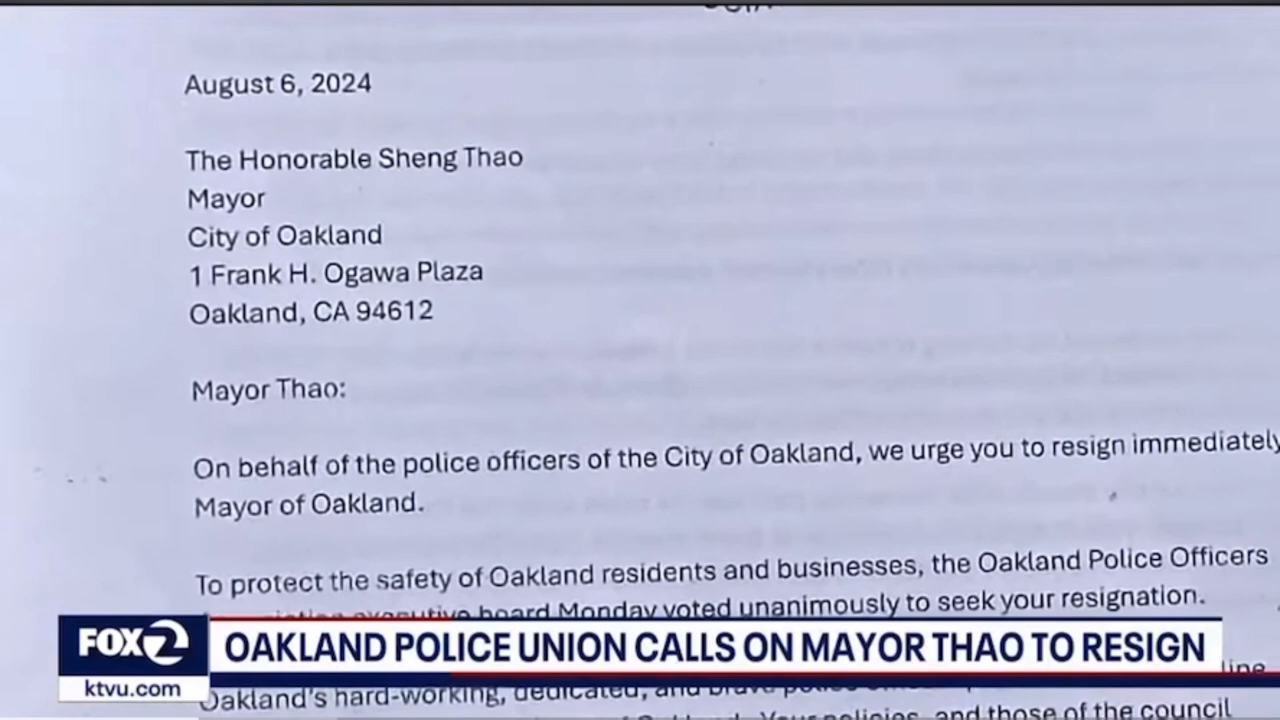 August 6, 2024
The Honorable Sheng Thao
Mayor
City of Oakland
1 Frank H. Ogawa Plaza
Oakland, CA 94612
Mayor Thao:
On behalf of the police officers of the City of Oakland, we urge you to resign immediately
Mayor of Oakland.
To protect the safety of Oakland residents and businesses, the Oakland Police Officers
executive board Monday voted unanimously to seek your resignation.
FOX 2
OAKLAND POLICE UNION CALLS ON MAYOR THAO TO RESIGN
ktvu.com
line
Oakland's hard-working, dedicated, and brave police
Your policies, and those of the council